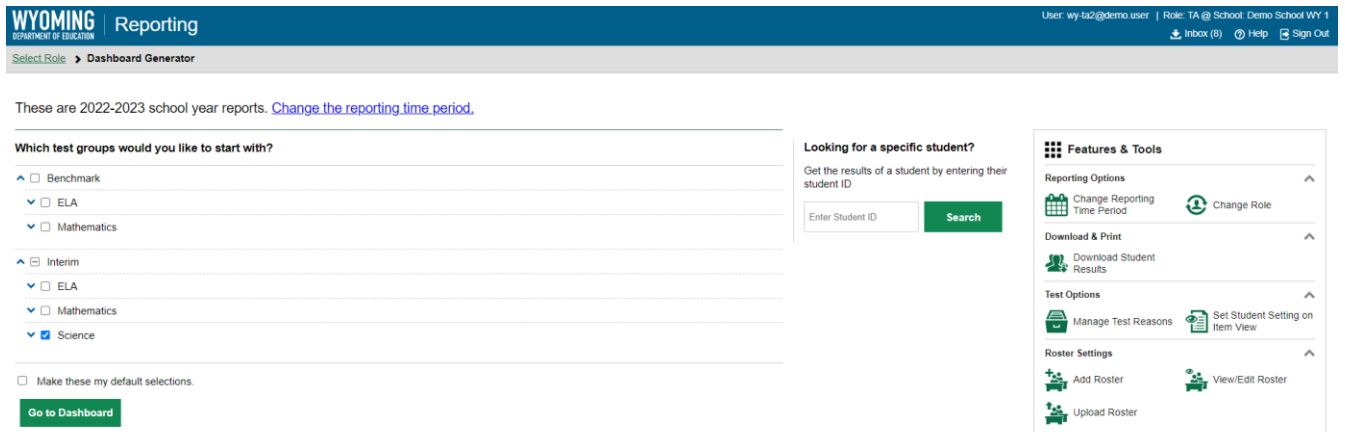 WYOMING
DEPARTMENT OF EDUCATION
Reporting
User: wy-ta2@demo.user | Role: TA @ School: Demo School WY 1
Inbox (8) Help Sign Out
Select Role > Dashboard Generator
These are 2022-2023 school year reports. Change the reporting time period.
Which test groups would you like to start with?
Benchmark
ELA
Mathematics
Interim
ELA
Mathematics
Science
Make these my default selections.
Go to Dashboard
Looking for a specific student?
Get the results of a student by entering their
student ID
Enter Student ID
Search
Features & Tools
Reporting Options
Change Reporting
Time Period
Change Role
Download & Print
Download Student
Results
Test Options
Manage Test Reasons
Set Student Setting on
Item View
Roster Settings
Add Roster
View/Edit Roster
Upload Roster